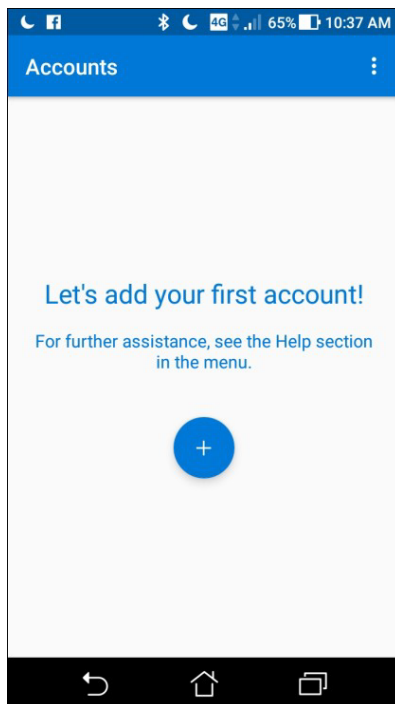 4G 65% 10:37 AM
Accounts
Let's add your first account!
For further assistance, see the Help section
in the menu.